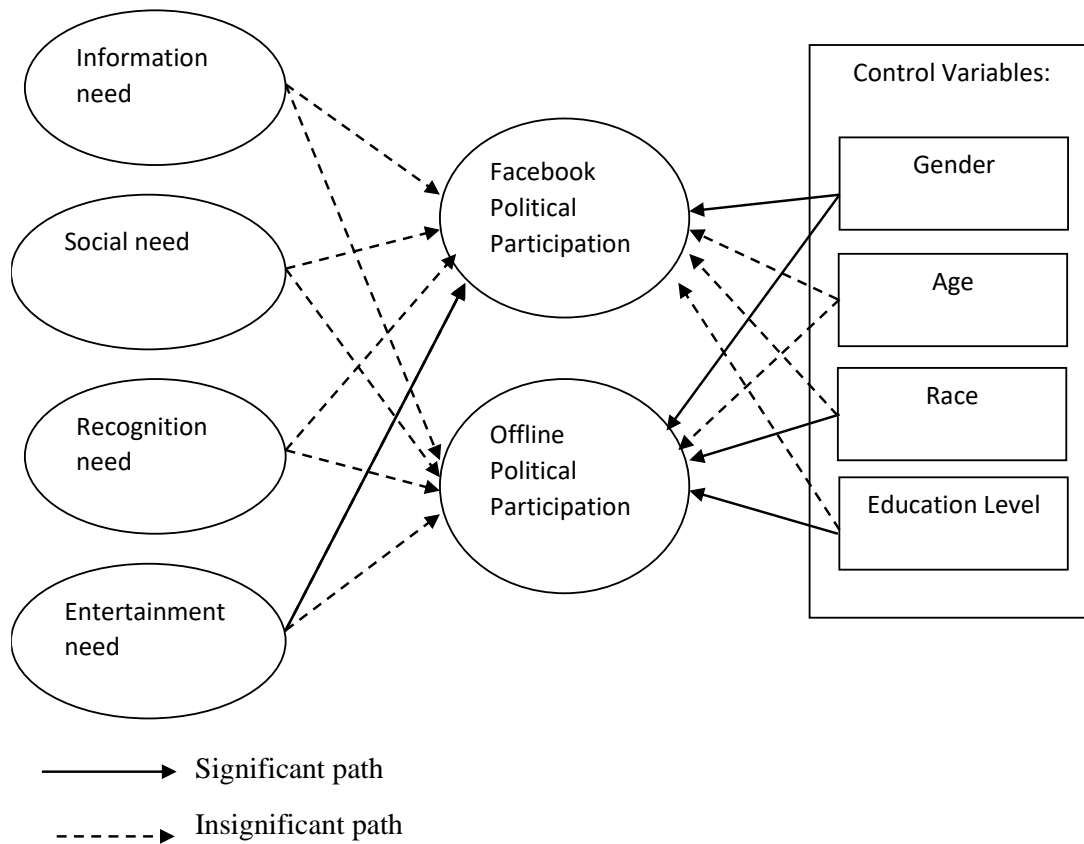 Information
need
Social need
Recognition
need
Entertainment
need
Facebook
Political
Participation
Offline
Political
Participation
Control Variables:
Gender
Age
Race
Education Level
Significant path
Insignificant path